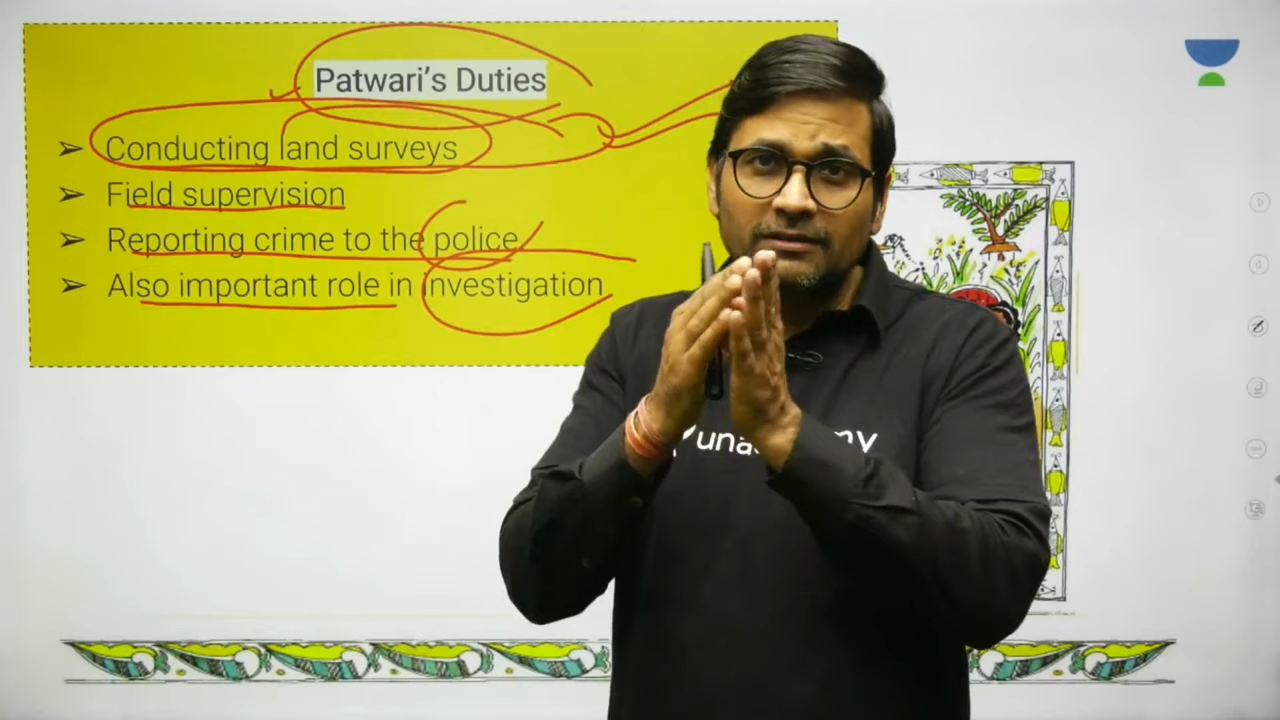 Patwari's Duties
➢ Conducting land surveys
➢ Field supervision
➢ Reporting crime to the police
➢ Also important role in investigation